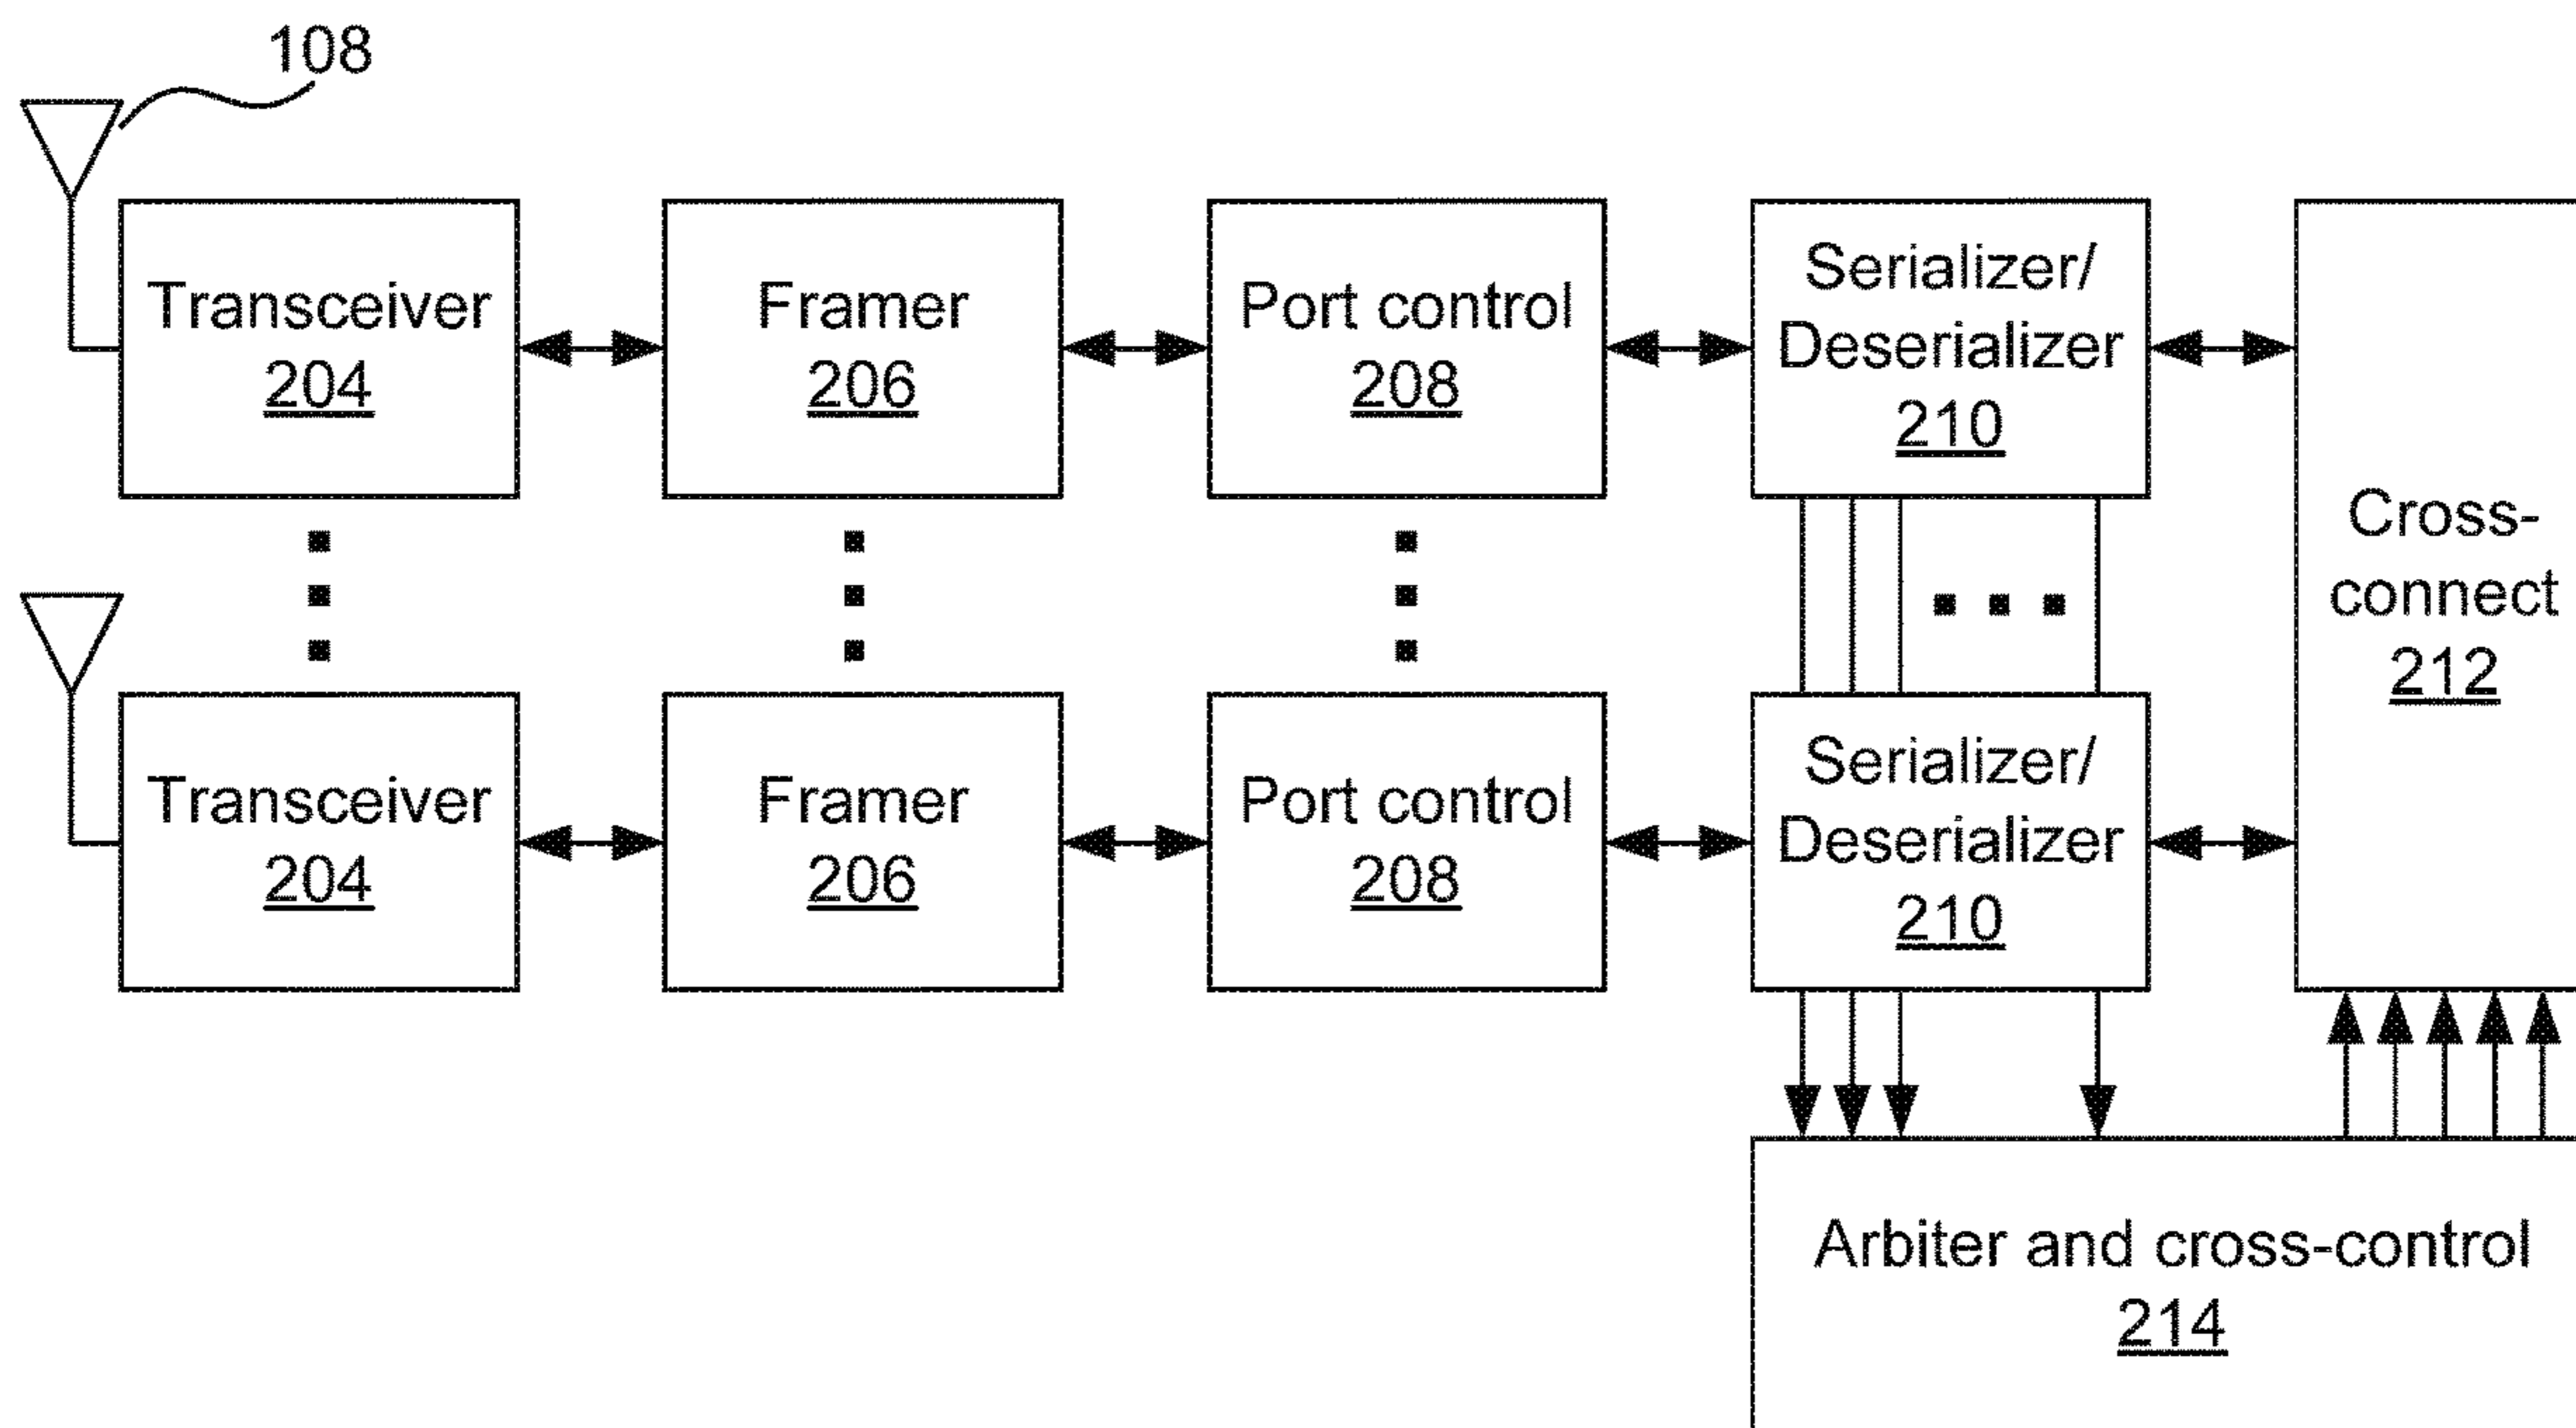 108
Transceiver
204
Framer
206
Port control
208
Serializer/
Deserializer
210
Cross-
connect
212
Transceiver
204
Framer
206
Port control
208
Serializer/
Deserializer
210
Arbiter and cross-control
214